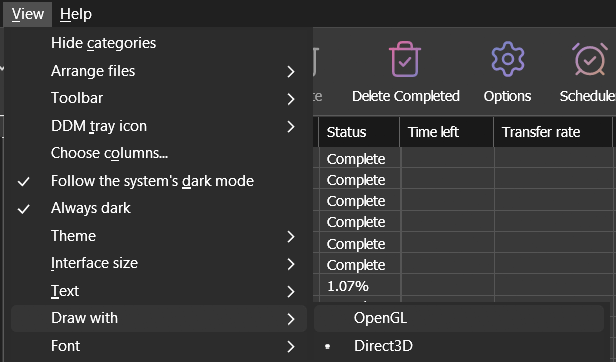 View Help
Hide categories
Arrange files
Toolbar
DDM tray icon
Choose columns...
Follow the system's dark mode
Always dark
Theme
Interface size
Text
Draw with
Font
Delete Completed Options Schedule
Status Time left Transfer rate
Complete
Complete
Complete
Complete
Complete
Complete
1.07%
OpenGL
Direct3D